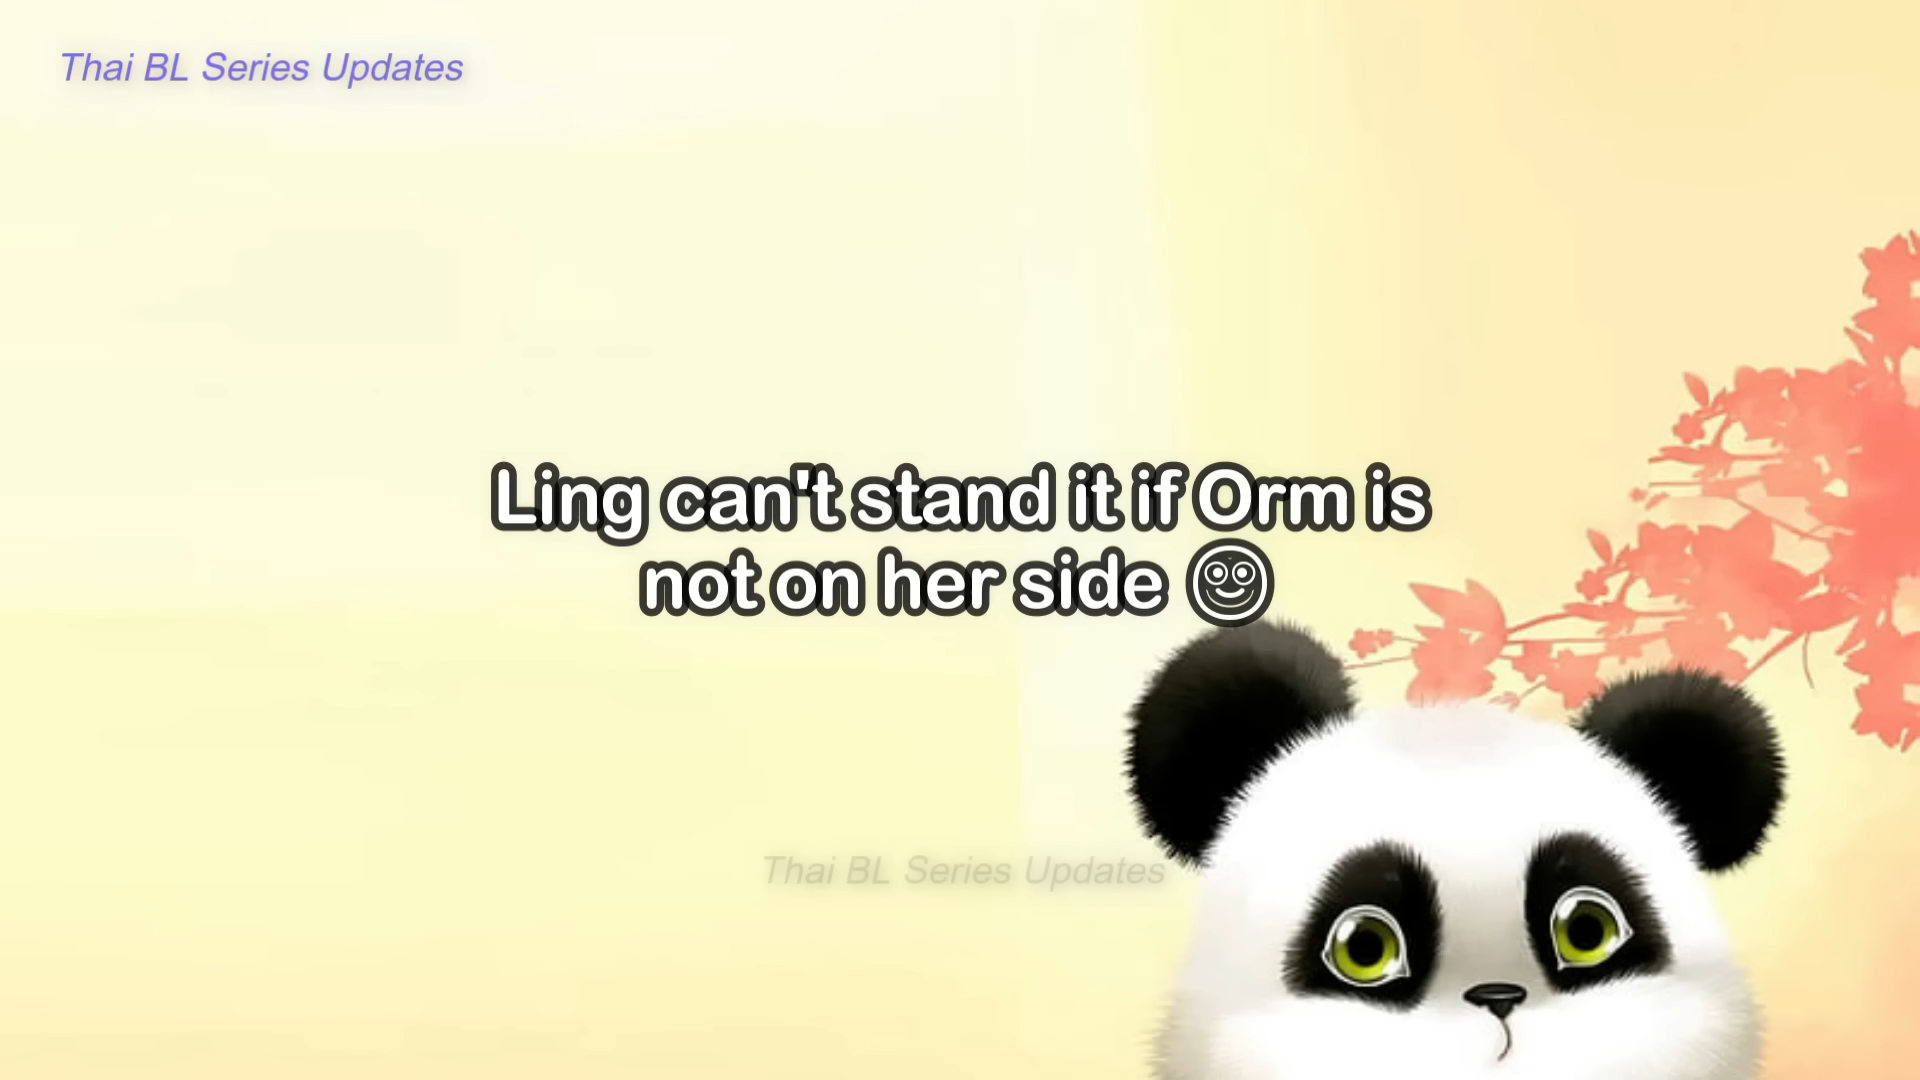 Thai BL Series Updates
Ling can't stand it if Orm is
not on her side ☺
Thai BL Series Updates